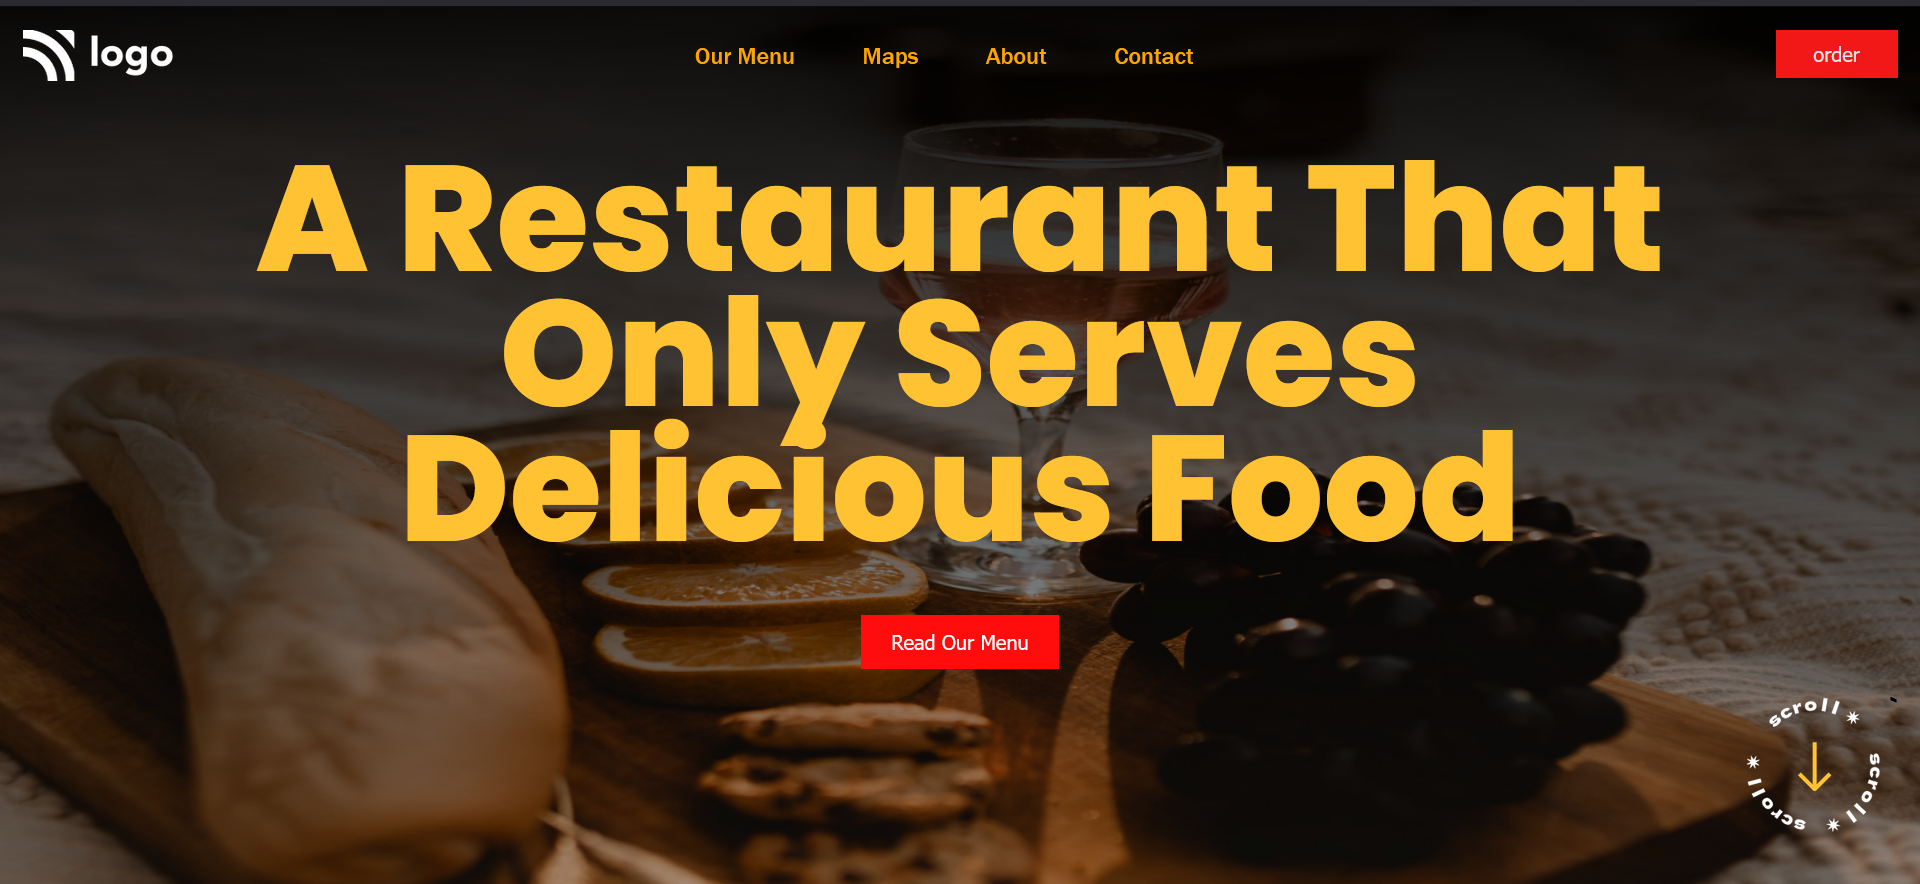 logo
Our Menu
Maps
About
Contact
order
A Restaurant That
Only Serves
Delicious Food
Read Our Menu
scroll ✷ scroll ✷ scroll ✷